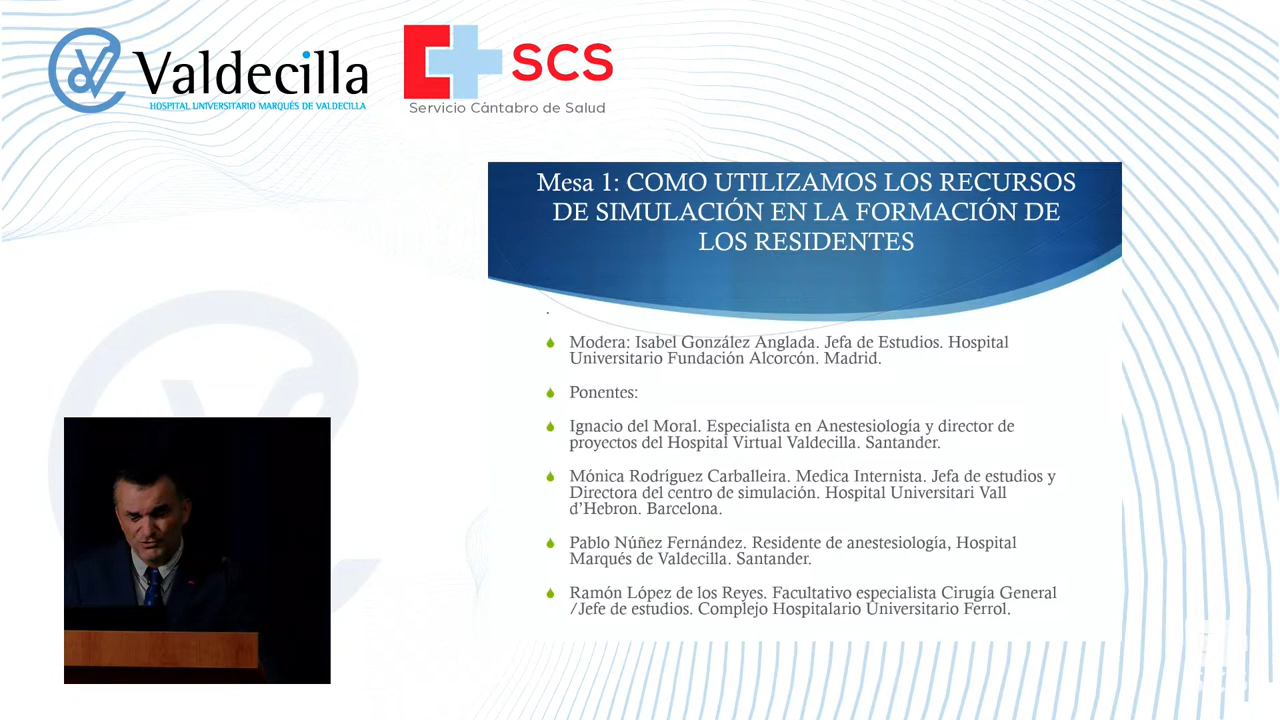 Valdecilla
HOSPITAL UNIVERSITARIO MARQUÉS DE VALDECILLA
SCS
Servicio Cántabro de Salud
Mesa 1: COMO UTILIZAMOS LOS RECURSOS
DE SIMULACIÓN EN LA FORMACIÓN DE
LOS RESIDENTES
.
Modera: Isabel González Anglada. Jefa de Estudios. Hospital
Universitario Fundación Alcorcón. Madrid.
Ponentes:
Ignacio del Moral. Especialista en Anestesiología y director de
proyectos del Hospital Virtual Valdecilla. Santander.
Mónica Rodríguez Carballeira. Medica Internista. Jefa de estudios y
Directora del centro de simulación. Hospital Universitari Vall
d’Hebron. Barcelona.
Pablo Núñez Fernández. Residente de anestesiología, Hospital
Marqués de Valdecilla. Santander.
Ramón López de los Reyes. Facultativo especialista Cirugía General
/Jefe de estudios. Complejo Hospitalario Universitario Ferrol.